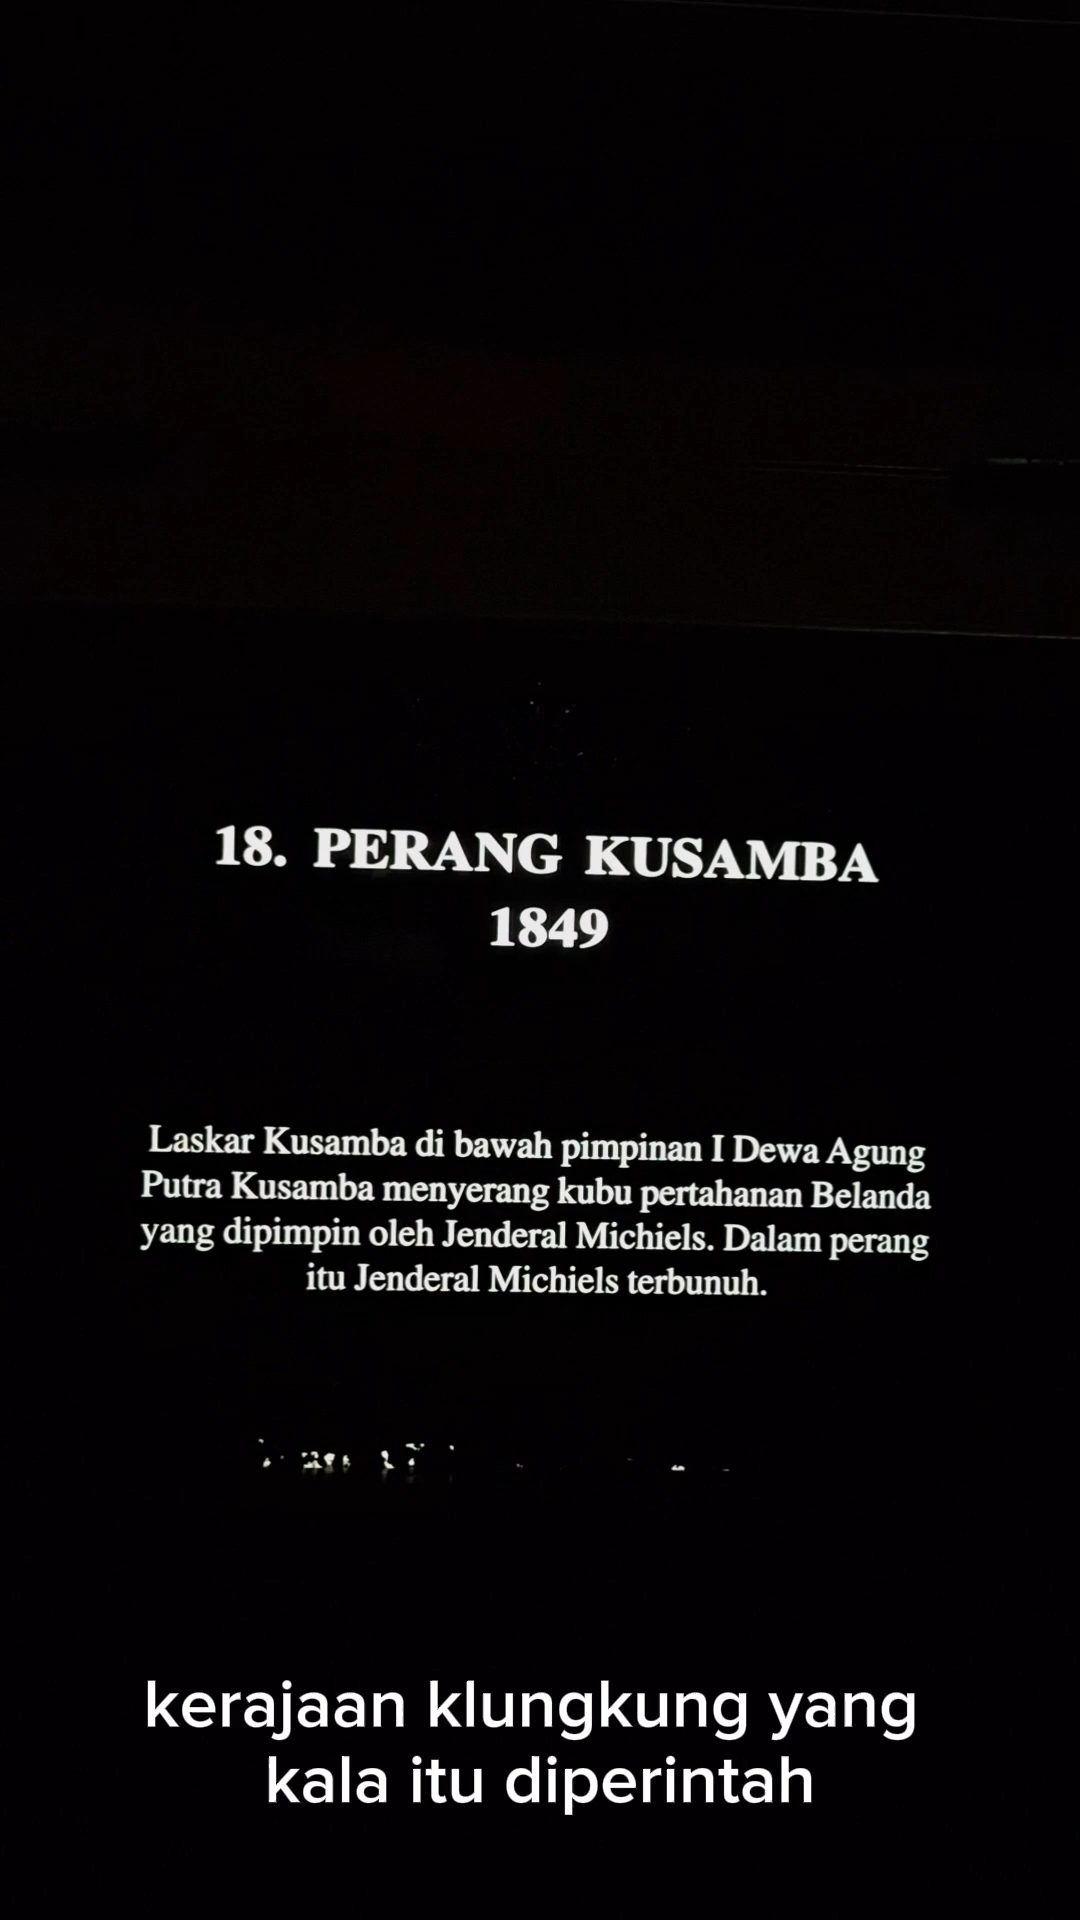 18. PERANG KUSAMBA
1849
Laskar Kusamba di bawah pimpinan I Dewa Agung
Putra Kusamba menyerang kubu pertahanan Belanda
yang dipimpin oleh Jenderal Michiels. Dalam perang
itu Jenderal Michiels terbunuh.
kerajaan klungkung yang
kala itu diperintah